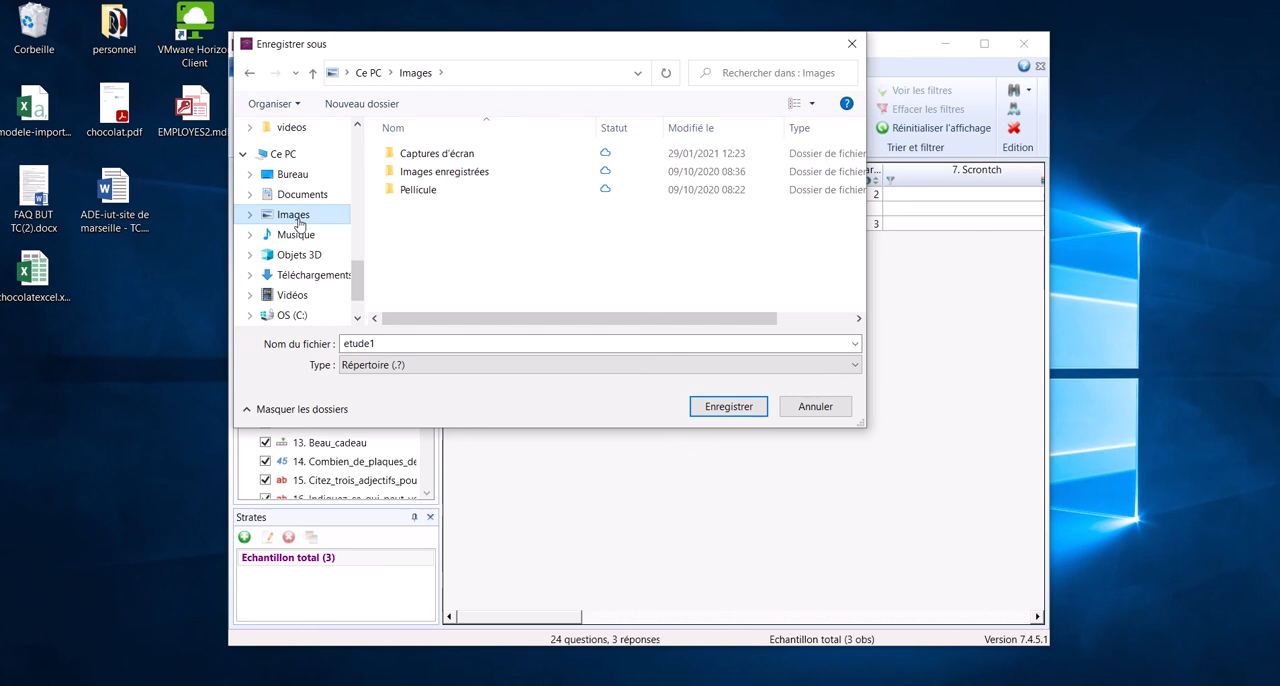 Corbeille
personnel
VMware Horizo
Client
modele-import...
chocolat.pdf
EMPLOYES2.md
FAQ BUT
TC(2).docx
ADE-iut-site de
marseille - TC....
chocolatexcel.x...
Enregistrer sous
Ce PC > Images >
Rechercher dans : Images
Organiser
Nouveau dossier
?
videos
Ce PC
Bureau
Documents
Images
Musique
Objets 3D
Téléchargements
Vidéos
OS (C:)
Nom Statut Modifié le Type
Captures d'écran 29/01/2021 12:23 Dossier de fichier
Images enregistrées 09/10/2020 08:36 Dossier de fichier
Pellicule 09/10/2020 08:22 Dossier de fichier
Nom du fichier : etude1
Type : Répertoire (.?)
Masquer les dossiers
Enregistrer
Annuler
Voir les filtres
Effacer les filtres
Réinitialiser l'affichage
Trier et filtrer
Edition
ar...
7. Scrontch
2
3
13. Beau_cadeau
45 14. Combien_de_plaques_de
ab 15. Citez_trois_adjectifs_pou
Strates
Echantillon total (3)
24 questions, 3 réponses
Echantillon total (3 obs)
Version 7.4.5.1